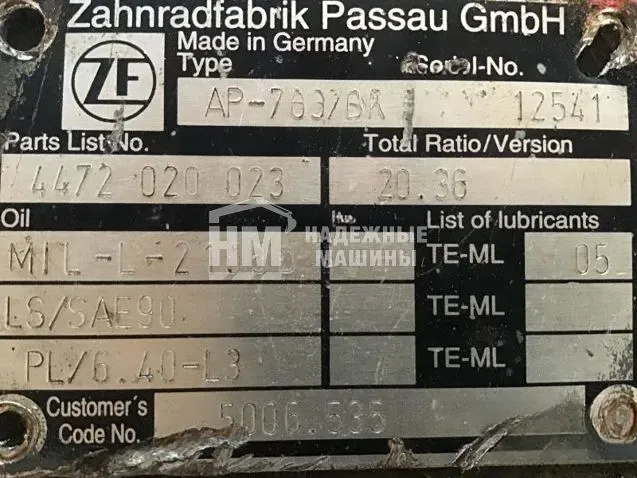 Zahnradfabrik Passau GmbH
Made in Germany
ZF
Type Serial-No.
12541
Parts List No. Total Ratio/Version
4472 020 023 20.36
Oil List of lubricants
TE-ML 05
LS/SAE90 TE-ML
PL/6.40-L3 TE-ML
Customer's
Code No.
5006.535
НМ НАДЕЖНЫЕ
МАШИНЫ